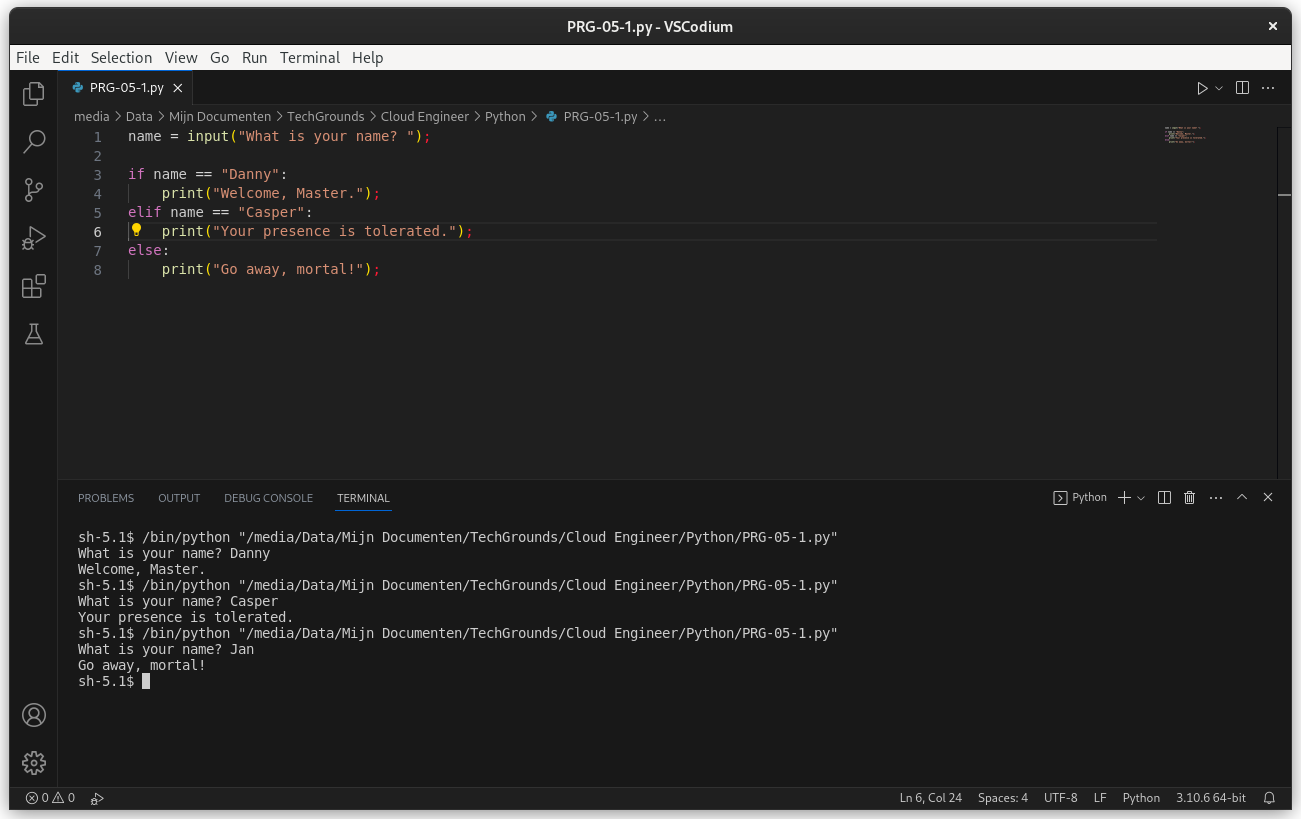 PRG-05-1.py - VSCodium
File Edit Selection View Go Run Terminal Help
PRG-05-1.py
media > Data > Mijn Documenten > TechGrounds > Cloud Engineer > Python > PRG-05-1.py > ...
1 name = input("What is your name? ");
2
3 if name == "Danny":
4     print("Welcome, Master.");
5 elif name == "Casper":
6     print("Your presence is tolerated.");
7 else:
8     print("Go away, mortal!");
PROBLEMS OUTPUT DEBUG CONSOLE TERMINAL Python
sh-5.1$ /bin/python "/media/Data/Mijn Documenten/TechGrounds/Cloud Engineer/Python/PRG-05-1.py"
What is your name? Danny
Welcome, Master.
sh-5.1$ /bin/python "/media/Data/Mijn Documenten/TechGrounds/Cloud Engineer/Python/PRG-05-1.py"
What is your name? Casper
Your presence is tolerated.
sh-5.1$ /bin/python "/media/Data/Mijn Documenten/TechGrounds/Cloud Engineer/Python/PRG-05-1.py"
What is your name? Jan
Go away, mortal!
sh-5.1$
0 0 Ln 6, Col 24 Spaces: 4 UTF-8 LF Python 3.10.6 64-bit